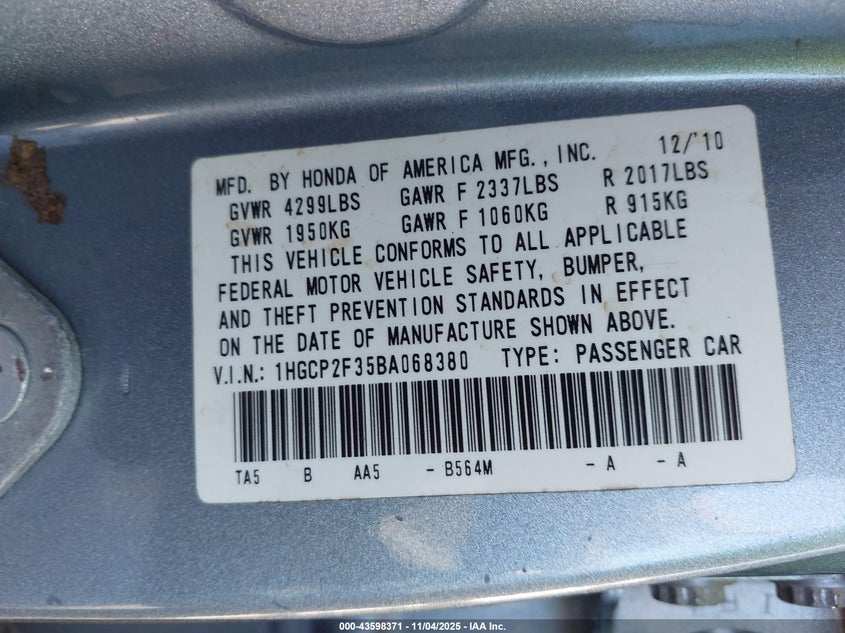 MFD. BY HONDA OF AMERICA MFG., INC. 12/'10
GVWR 4299LBS GAWR F 2337LBS R 2017LBS
GVWR 1950KG GAWR F 1060KG R 915KG
THIS VEHICLE CONFORMS TO ALL APPLICABLE
FEDERAL MOTOR VEHICLE SAFETY, BUMPER,
AND THEFT PREVENTION STANDARDS IN EFFECT
ON THE DATE OF MANUFACTURE SHOWN ABOVE.
V.I.N.: 1HGCP2F35BA068380 TYPE: PASSENGER CAR
TA5 B AA5 - B564M - A - A
000-43598371 - 11/04/2025 - IAA Inc.